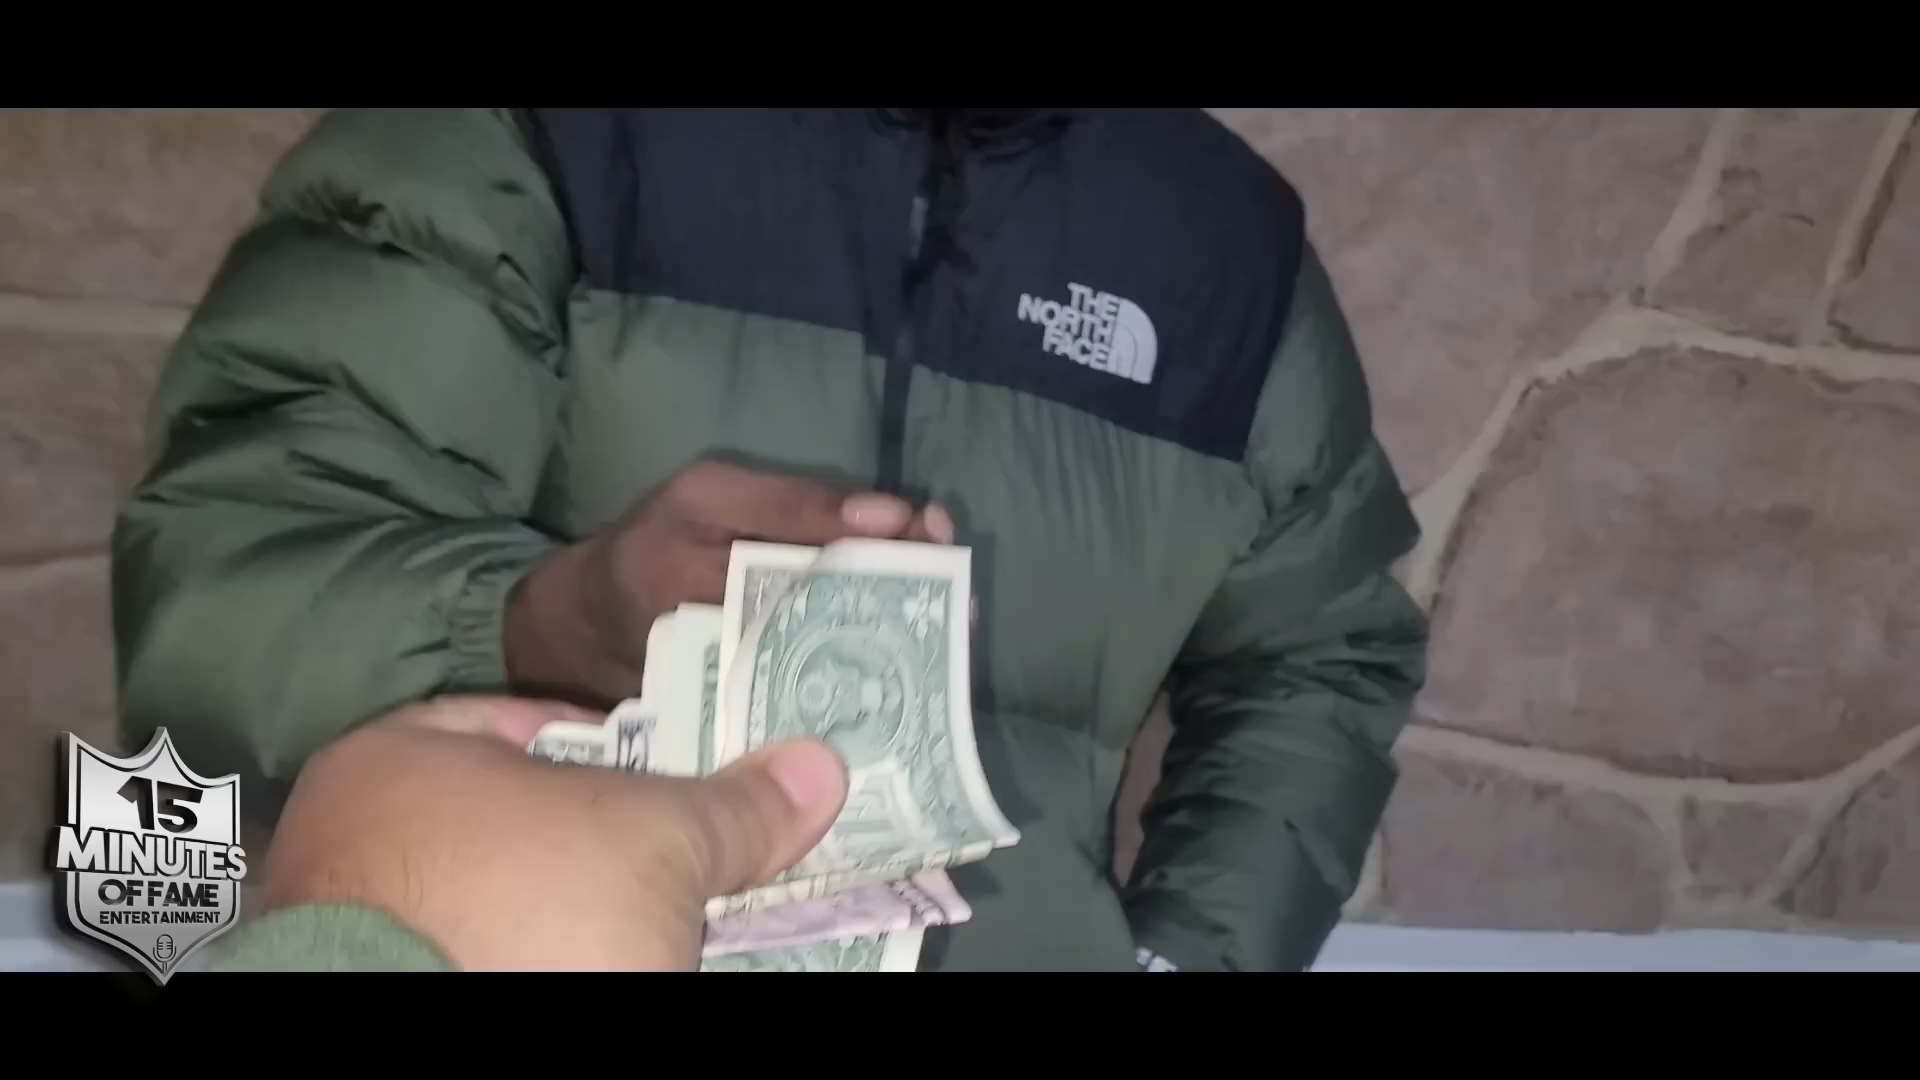 THE
NORTH
FACE
15
MINUTES
OF FAME
ENTERTAINMENT